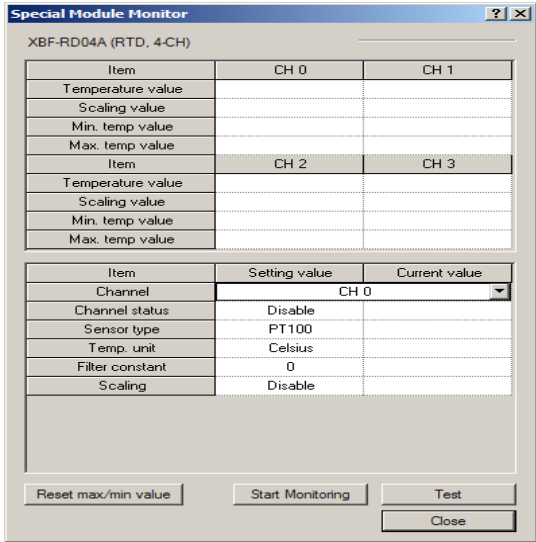 Special Module Monitor
XBF-RD04A (RTD, 4-CH)
Item CH 0 CH 1
Temperature value
Scaling value
Min. temp value
Max. temp value
Item CH 2 CH 3
Temperature value
Scaling value
Min. temp value
Max. temp value
Item Setting value Current value
Channel CH 0
Channel status Disable
Sensor type PT100
Temp. unit Celsius
Filter constant 0
Scaling Disable
Reset max/min value Start Monitoring Test
Close